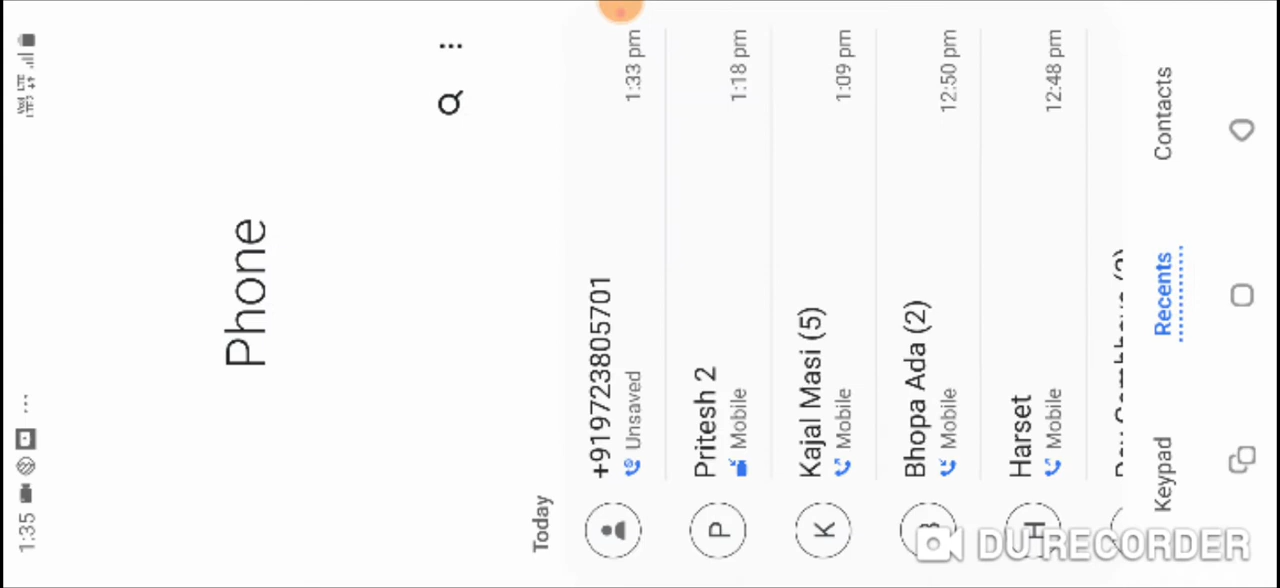 1:35 ...
Phone
Today
+919723805701
Unsaved
1:33 pm
P
Pritesh 2
Mobile
1:18 pm
K
Kajal Masi (5)
Mobile
1:09 pm
Bhopa Ada (2)
Mobile
12:50 pm
H
Harset
Mobile
12:48 pm
Keypad
Recents
Contacts
DU RECORDER